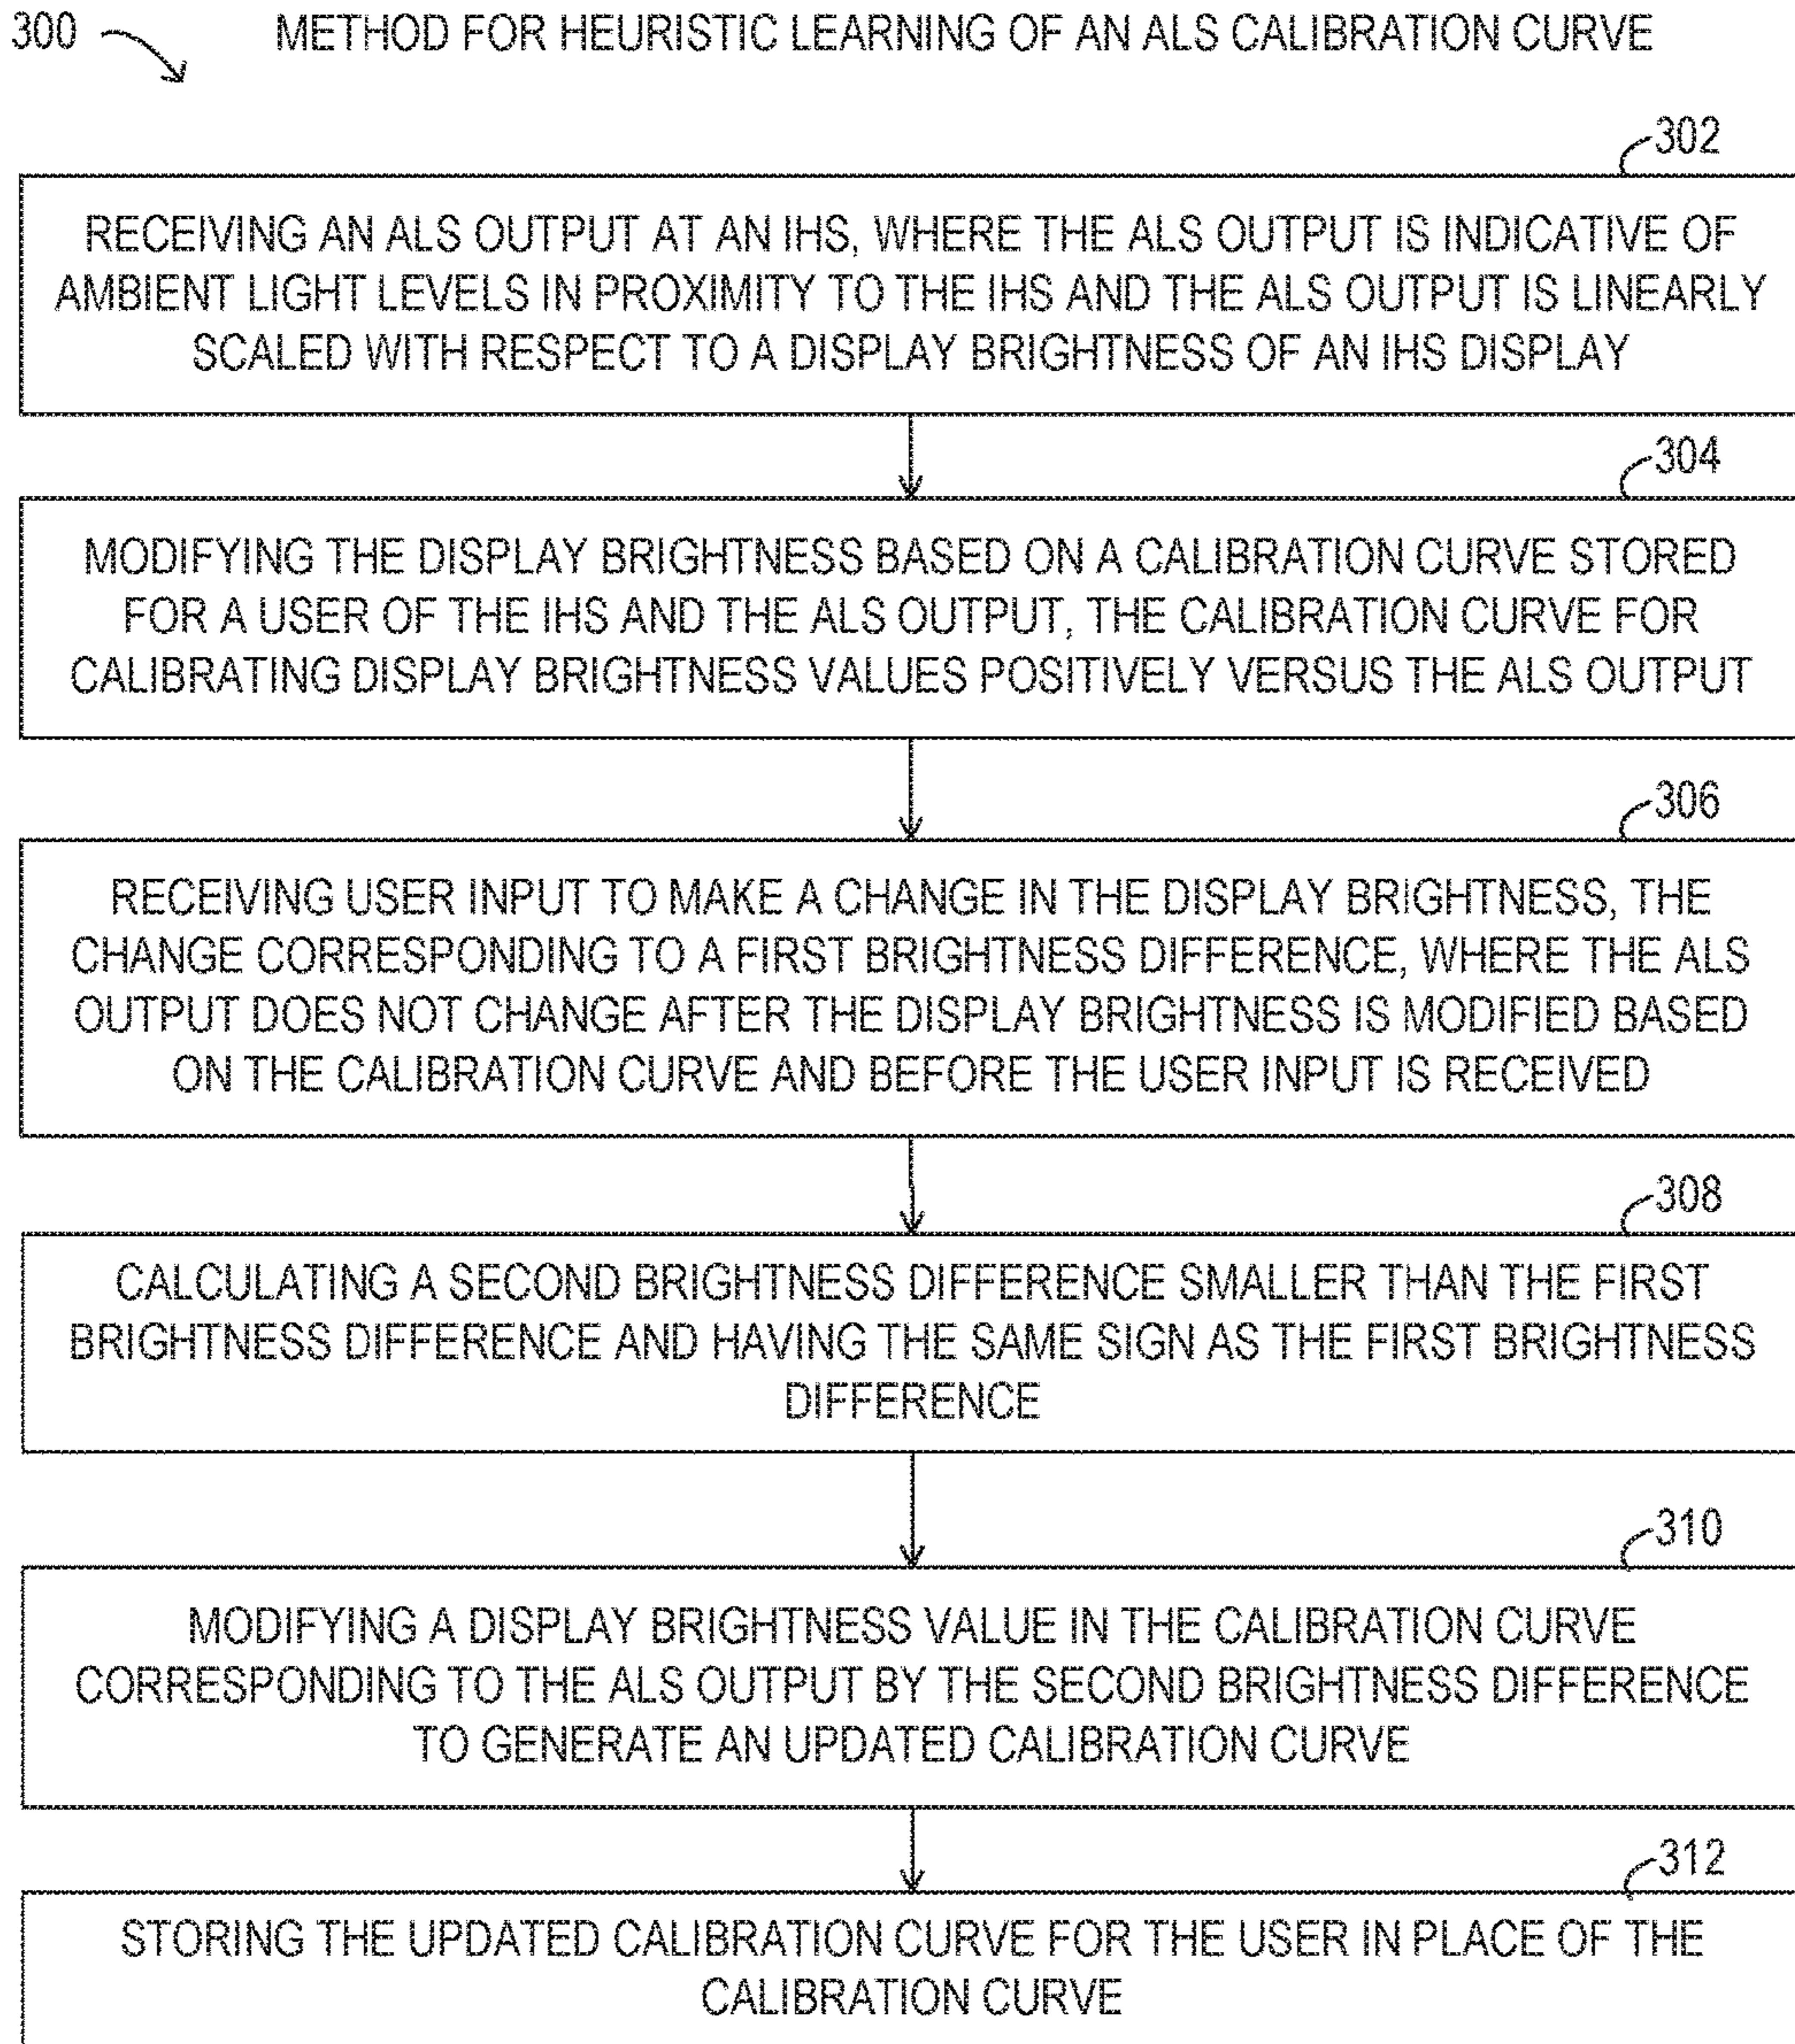 300 METHOD FOR HEURISTIC LEARNING OF AN ALS CALIBRATION CURVE
302
RECEIVING AN ALS OUTPUT AT AN IHS, WHERE THE ALS OUTPUT IS INDICATIVE OF
AMBIENT LIGHT LEVELS IN PROXIMITY TO THE IHS AND THE ALS OUTPUT IS LINEARLY
SCALED WITH RESPECT TO A DISPLAY BRIGHTNESS OF AN IHS DISPLAY
304
MODIFYING THE DISPLAY BRIGHTNESS BASED ON A CALIBRATION CURVE STORED
FOR A USER OF THE IHS AND THE ALS OUTPUT, THE CALIBRATION CURVE FOR
CALIBRATING DISPLAY BRIGHTNESS VALUES POSITIVELY VERSUS THE ALS OUTPUT
306
RECEIVING USER INPUT TO MAKE A CHANGE IN THE DISPLAY BRIGHTNESS, THE
CHANGE CORRESPONDING TO A FIRST BRIGHTNESS DIFFERENCE, WHERE THE ALS
OUTPUT DOES NOT CHANGE AFTER THE DISPLAY BRIGHTNESS IS MODIFIED BASED
ON THE CALIBRATION CURVE AND BEFORE THE USER INPUT IS RECEIVED
308
CALCULATING A SECOND BRIGHTNESS DIFFERENCE SMALLER THAN THE FIRST
BRIGHTNESS DIFFERENCE AND HAVING THE SAME SIGN AS THE FIRST BRIGHTNESS
DIFFERENCE
310
MODIFYING A DISPLAY BRIGHTNESS VALUE IN THE CALIBRATION CURVE
CORRESPONDING TO THE ALS OUTPUT BY THE SECOND BRIGHTNESS DIFFERENCE
TO GENERATE AN UPDATED CALIBRATION CURVE
312
STORING THE UPDATED CALIBRATION CURVE FOR THE USER IN PLACE OF THE
CALIBRATION CURVE